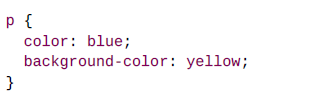 p {
  color: blue;
  background-color: yellow;
}